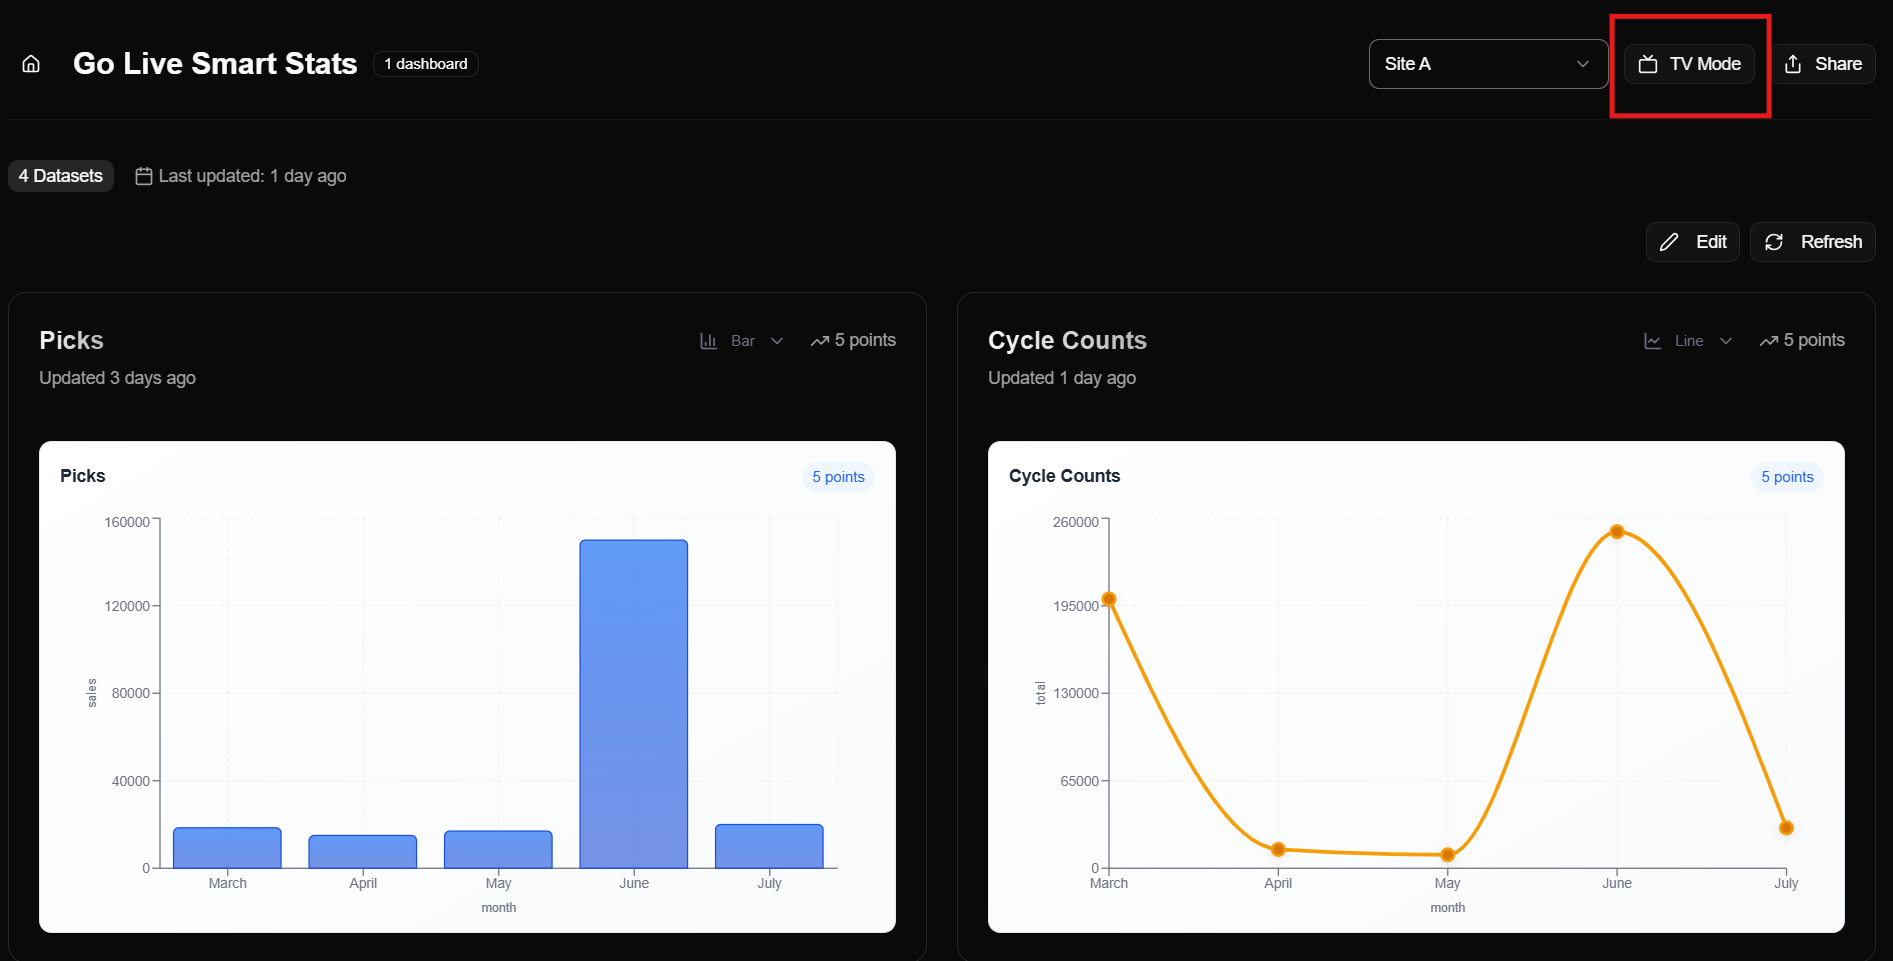 Go Live Smart Stats
1 dashboard
Site A
TV Mode
Share
4 Datasets
Last updated: 1 day ago
Edit
Refresh
Picks
Bar
5 points
Updated 3 days ago
Picks
5 points
160000
120000
80000
40000
0
sales
March
April
May
June
July
month
Cycle Counts
Line
5 points
Updated 1 day ago
Cycle Counts
5 points
260000
195000
130000
65000
0
total
March
April
May
June
July
month